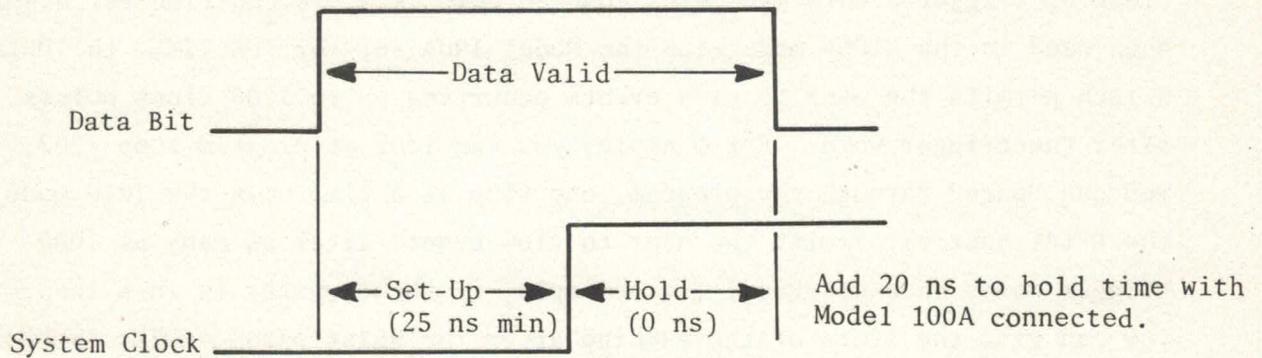 Data Valid
Data Bit
Set-Up
(25 ns min)
Hold
(0 ns)
Add 20 ns to hold time with
Model 100A connected.
System Clock